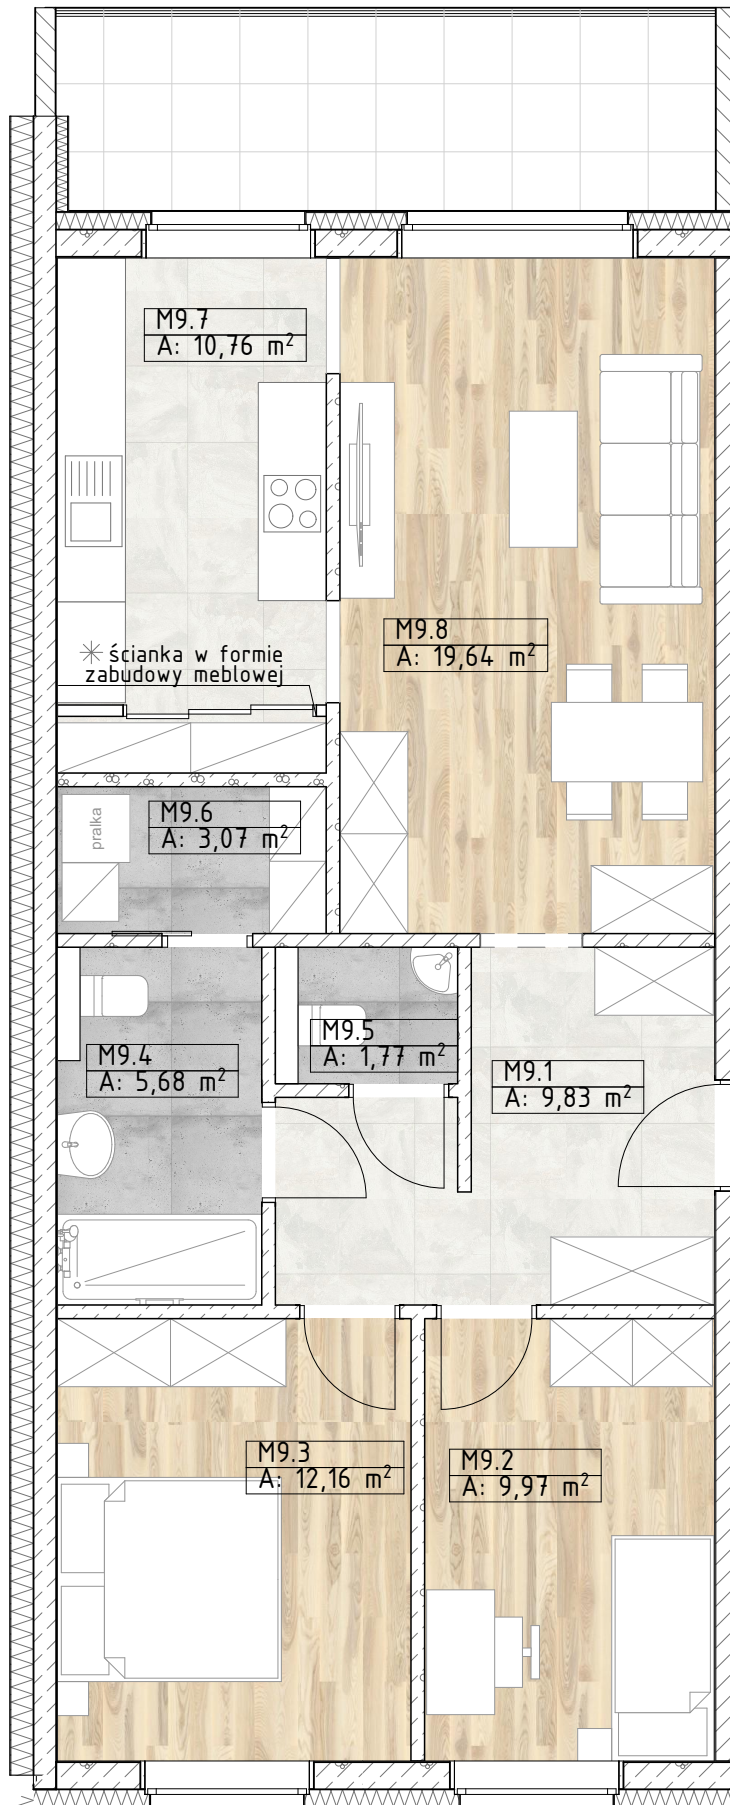 M9.7
A: 10,76 m²
M9.8
A: 19,64 m²
✳ ścianka w formie
zabudowy meblowej
pralka
M9.6
A: 3,07 m²
M9.5
A: 1,77 m²
M9.4
A: 5,68 m²
M9.1
A: 9,83 m²
M9.3
A: 12,16 m²
M9.2
A: 9,97 m²